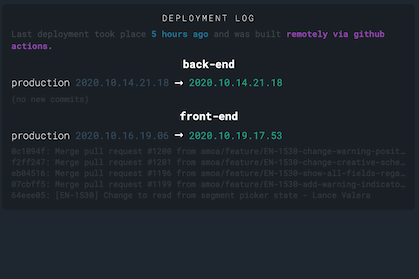 DEPLOYMENT LOG
Last deployment took place 5 hours ago and was built remotely via github
actions.
back-end
production 2020.10.14.21.18 → 2020.10.14.21.18
(no new commits)
front-end
production 2020.10.16.19.06 → 2020.10.19.17.53
Merge pull request #1200 from amoa/feature/EN-1530-change-warning-posit…
f2ff247: Merge pull request #1201 from amoa/feature/EN-1530-change-creative-sche…
Merge pull request #1196 from amoa/feature/EN-1530-show-all-fields-rega…
Merge pull request #1199 from amoa/feature/EN-1530-add-warning-indicato…
64eee05: [EN-1530] Change to read from segment picker state - Lance Valera